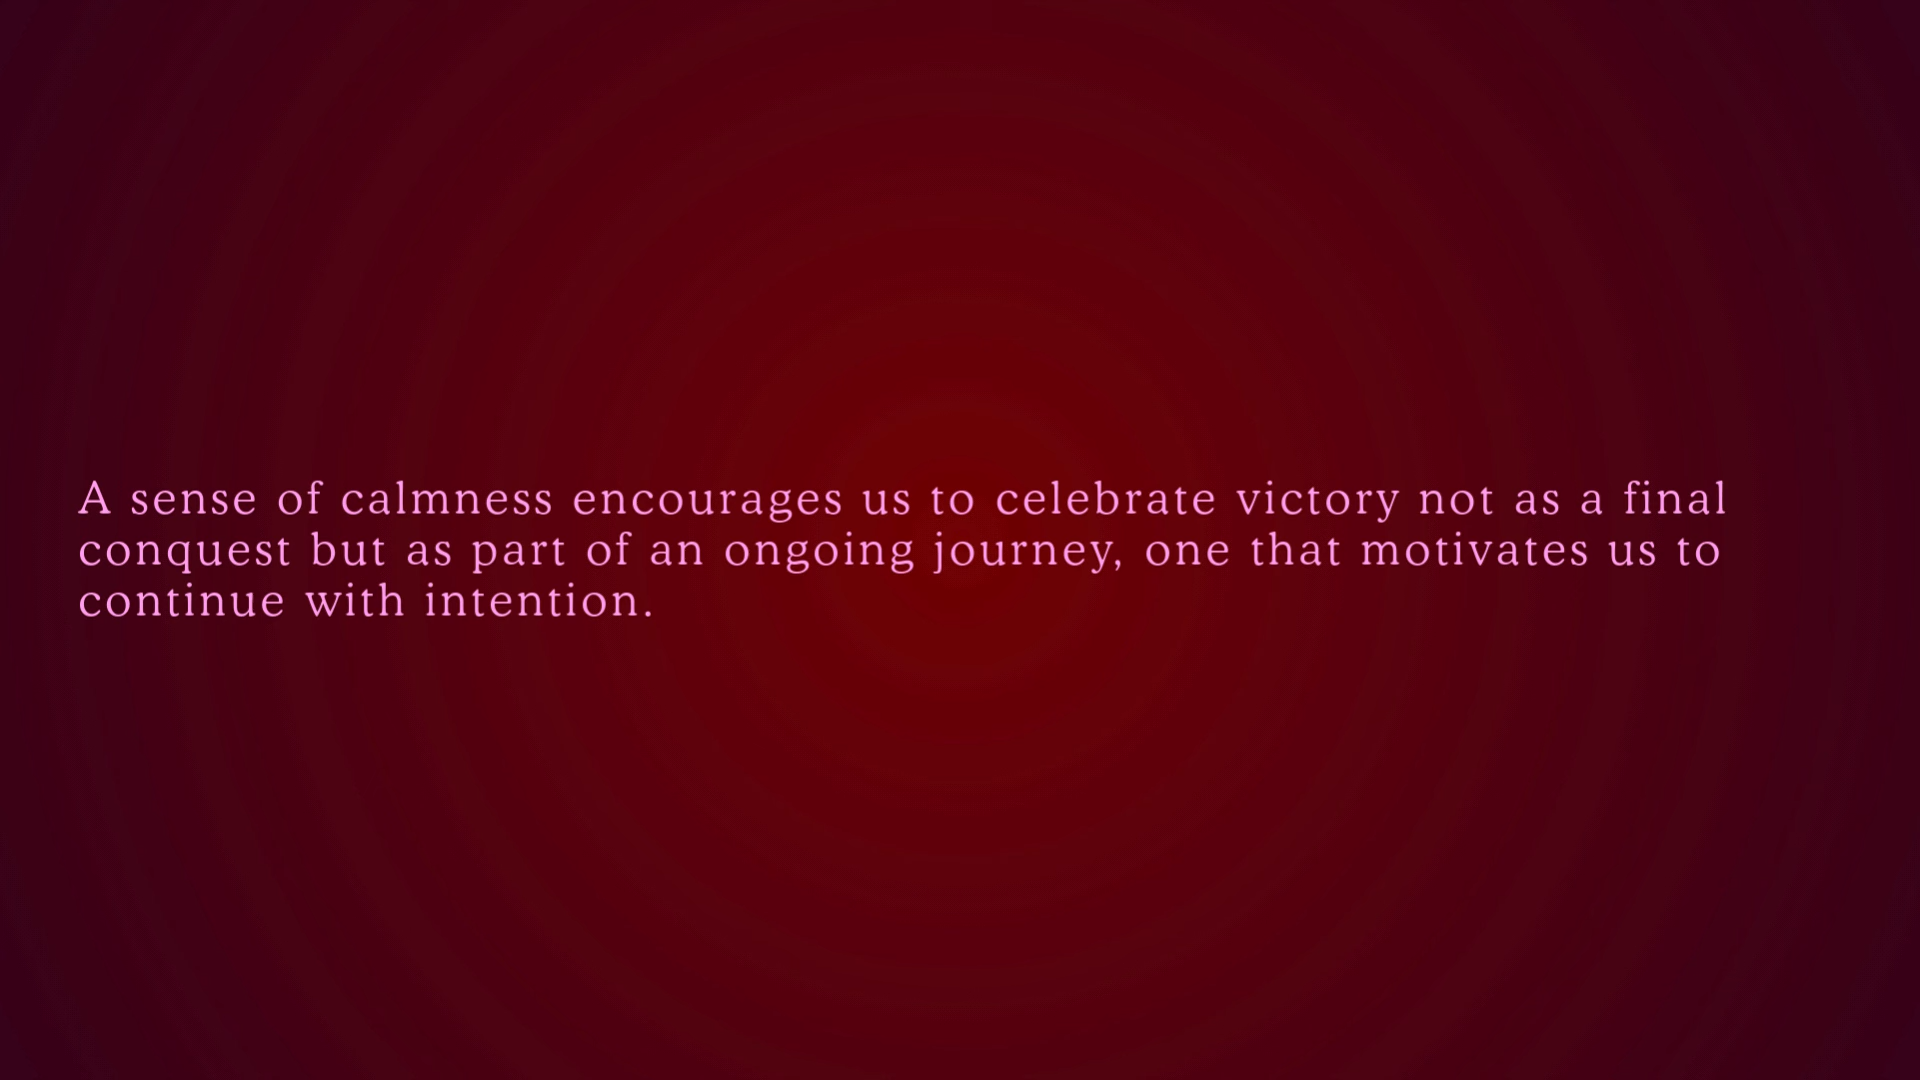 A sense of calmness encourages us to celebrate victory not as a final
conquest but as part of an ongoing journey, one that motivates us to
continue with intention.